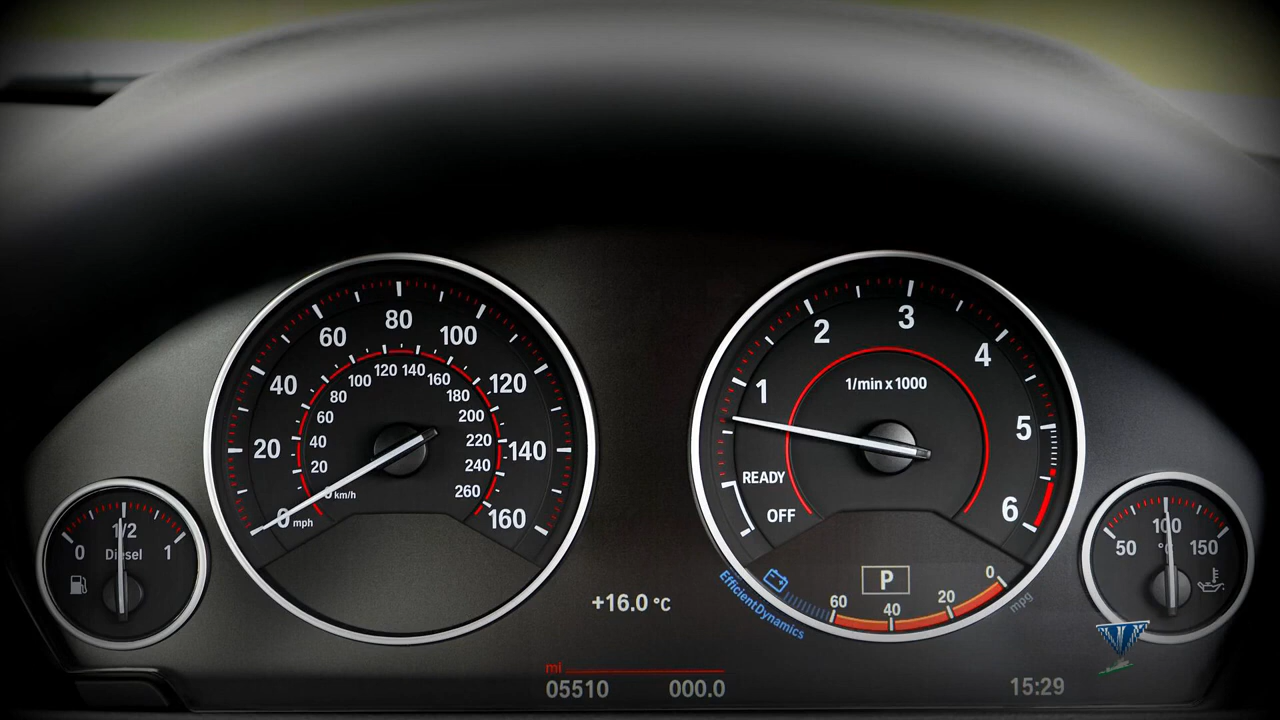 80
60 100
40 120
20 140
0 mph 160
120 140
100 160
80 180
60 200
40 220
20 240
0 km/h 260
3
2 4
1 5
6
1/min x 1000
READY
OFF
1/2
0 1
Diesel
100
50 150
°C
P
60 40 20 0
mpg
EfficientDynamics
+16.0 °C
ml
05510 000.0
15:29